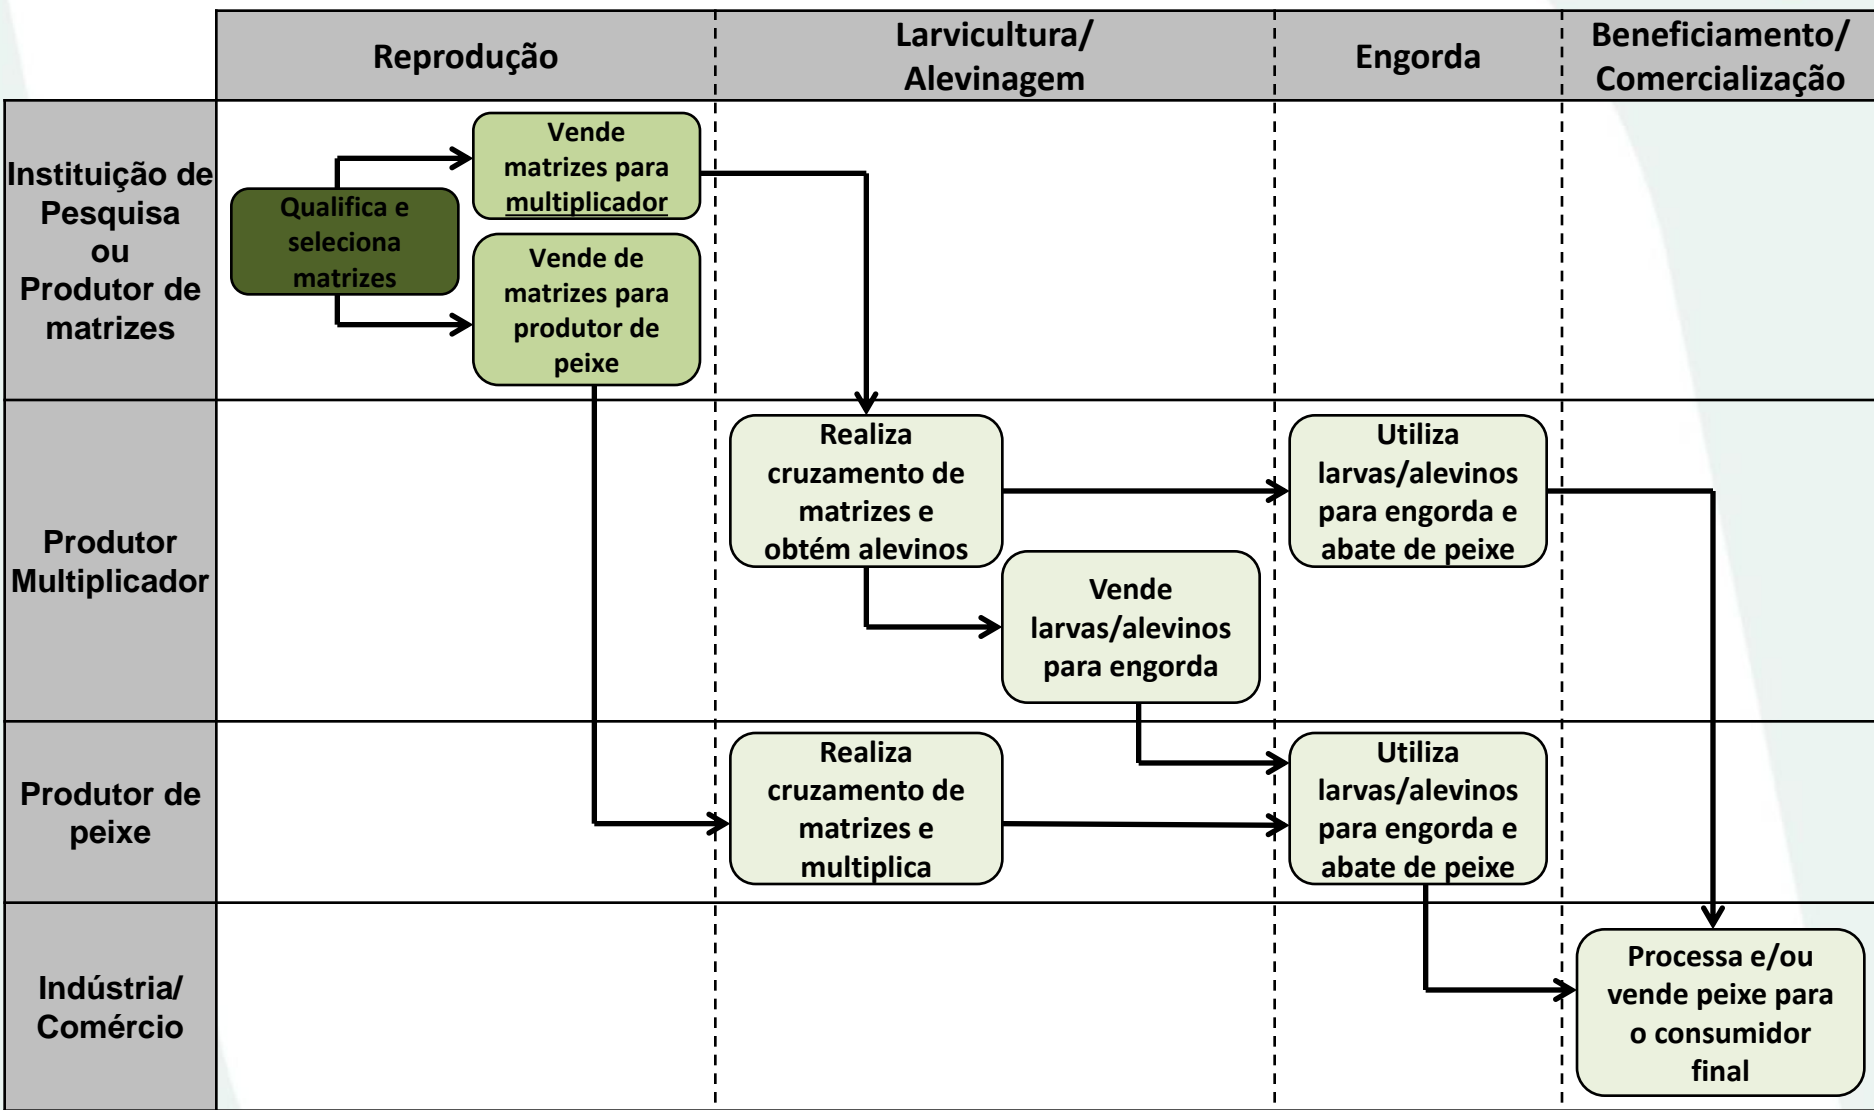 Reprodução
Larvicultura/
Alevinagem
Engorda
Beneficiamento/
Comercialização
Instituição de
Pesquisa
ou
Produtor de
matrizes
Qualifica e
seleciona
matrizes
Vende
matrizes para
multiplicador
Vende de
matrizes para
produtor de
peixe
Produtor
Multiplicador
Realiza
cruzamento de
matrizes e
obtém alevinos
Vende
larvas/alevinos
para engorda
Utiliza
larvas/alevinos
para engorda e
abate de peixe
Produtor de
peixe
Realiza
cruzamento de
matrizes e
multiplica
Utiliza
larvas/alevinos
para engorda e
abate de peixe
Indústria/
Comércio
Processa e/ou
vende peixe para
o consumidor
final